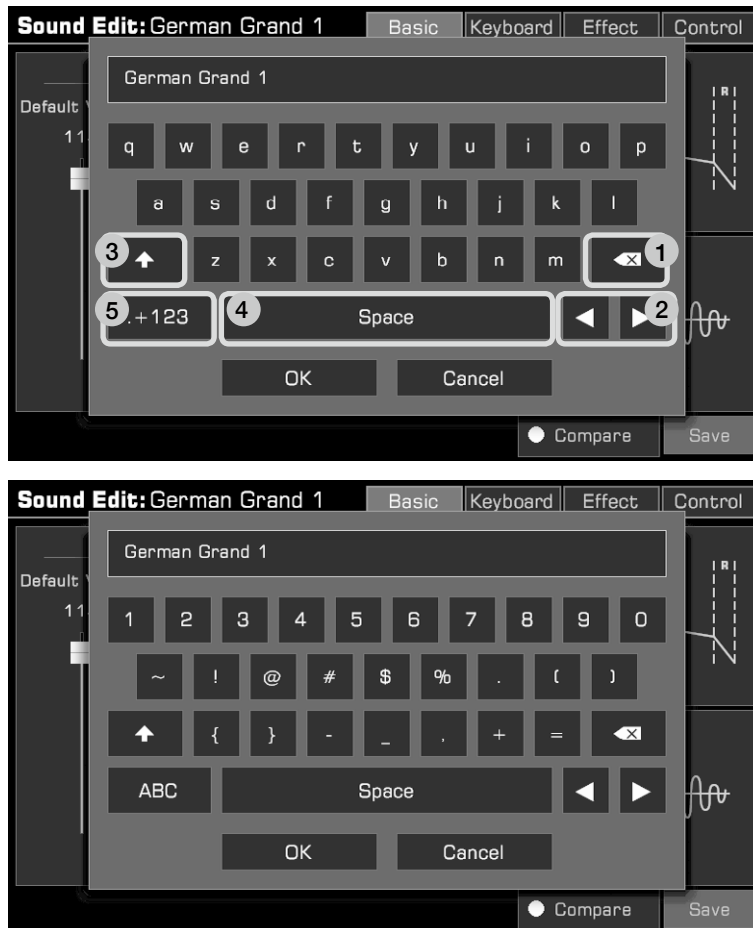 Sound Edit: German Grand 1 Basic Keyboard Effect Control
German Grand 1
R
Default
11
q w e r t y u i o p
a s d f g h j k l
3 z x c v b n m 1
5 .+123 4 Space 2
OK Cancel
Compare Save
Sound Edit: German Grand 1 Basic Keyboard Effect Control
German Grand 1
R
Default
11
1 2 3 4 5 6 7 8 9 0
~ ! @ # $ % . ( )
{ } - _ , + =
ABC Space
OK Cancel
Compare Save